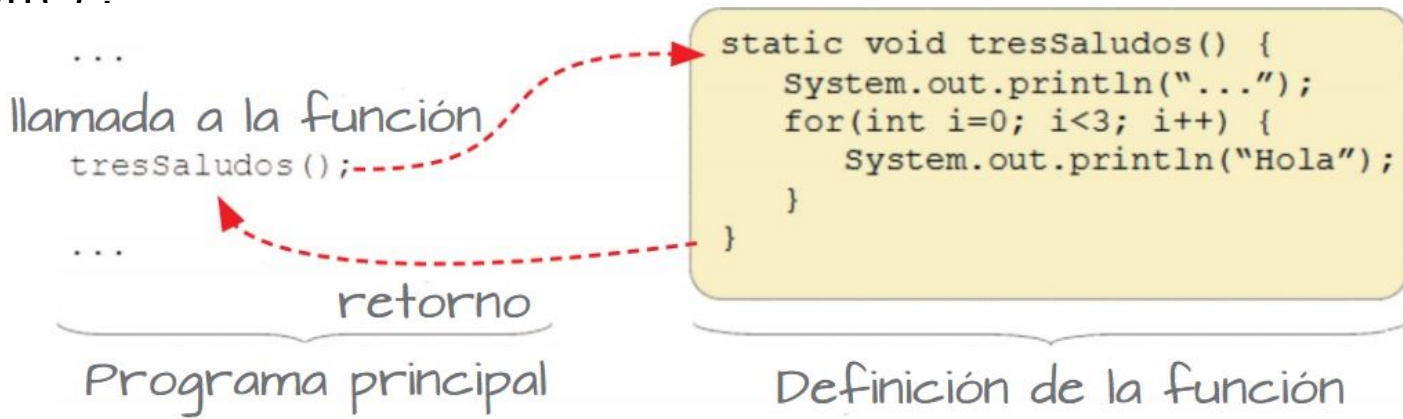 ...
llamada a la función
tresSaludos();
...
retorno
Programa principal
static void tresSaludos() {
System.out.println(“...”);
for(int i=0; i<3; i++) {
System.out.println(“Hola”);
}
}
Definición de la función